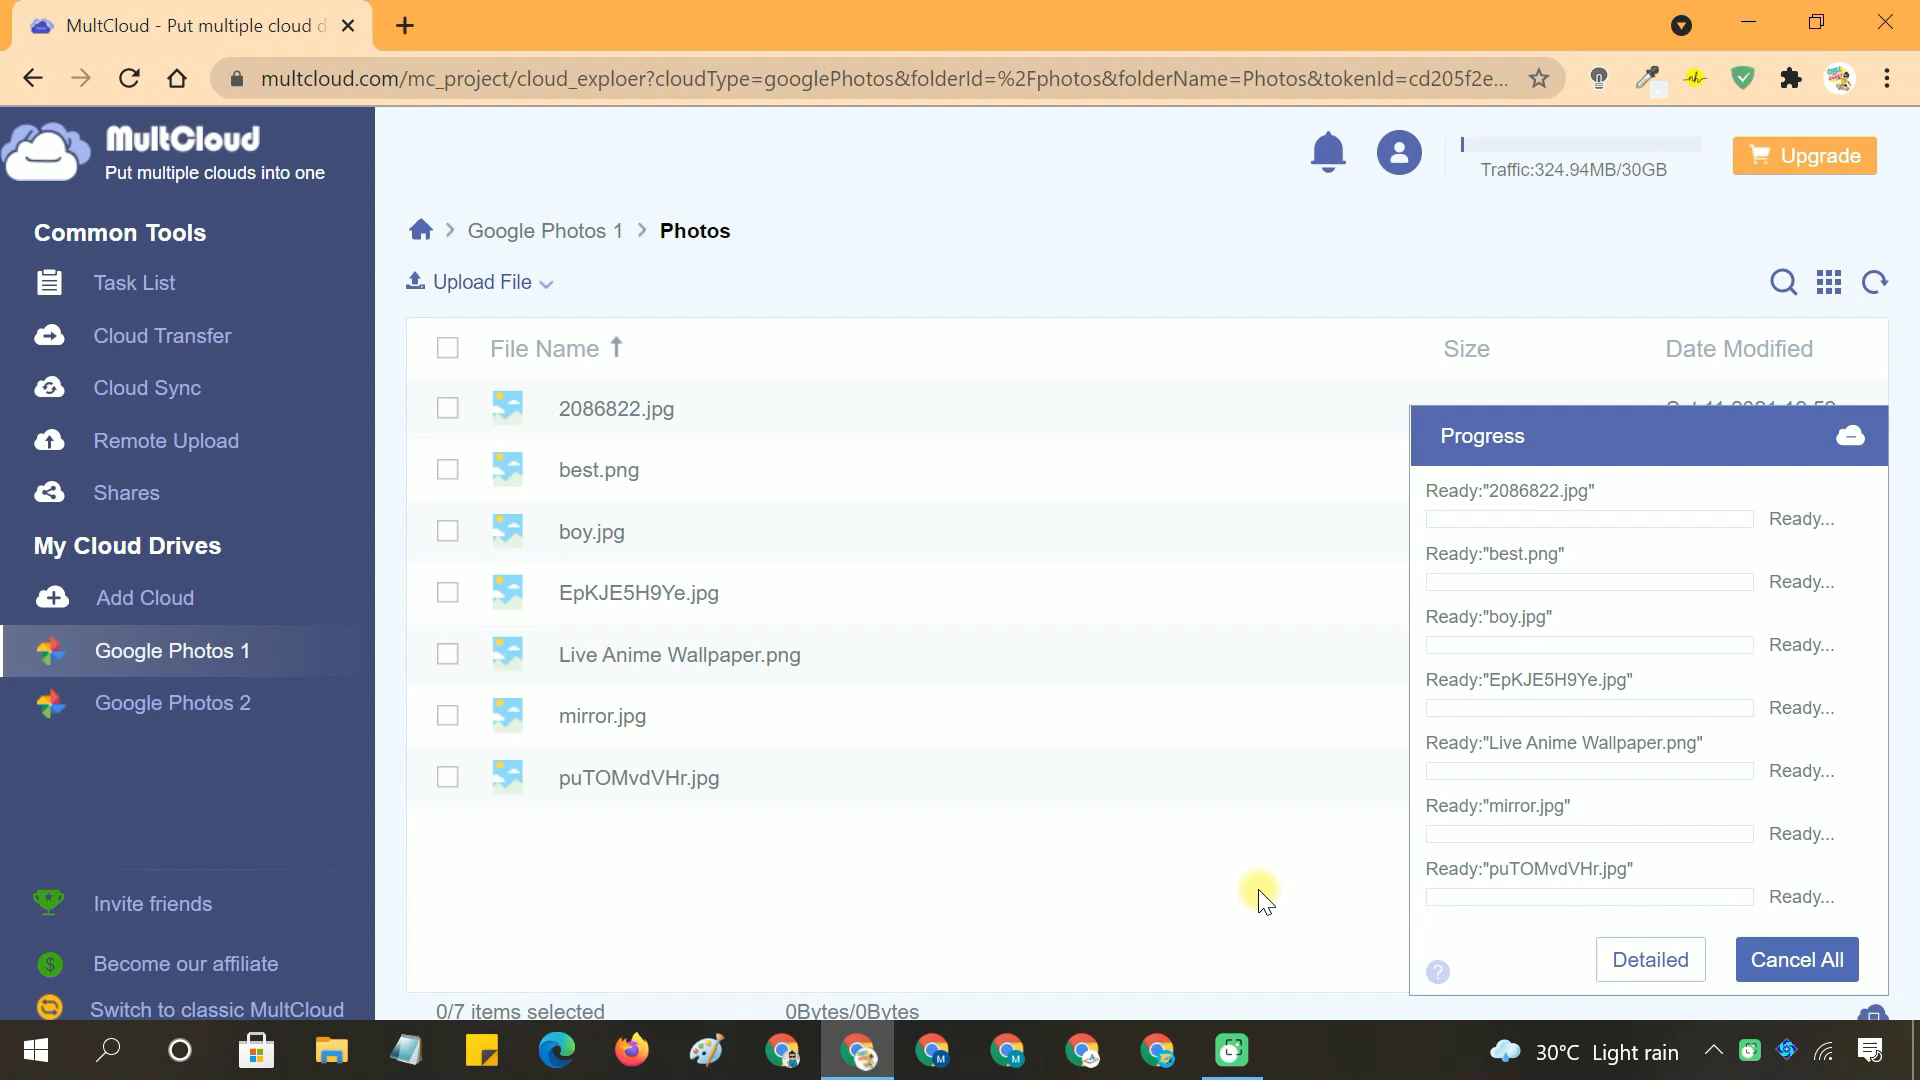 MultCloud - Put multiple cloud d
multcloud.com/mc_project/cloud_exploer?cloudType=googlePhotos&folderId=%2Fphotos&folderName=Photos&tokenId=cd205f2e...
MultCloud
Put multiple clouds into one
Traffic:324.94MB/30GB
Upgrade
Common Tools
Task List
Cloud Transfer
Cloud Sync
Remote Upload
Shares
My Cloud Drives
Add Cloud
Google Photos 1
Google Photos 2
Invite friends
Become our affiliate
Switch to classic MultCloud
Google Photos 1 > Photos
Upload File
File Name Size Date Modified
2086822.jpg
best.png
boy.jpg
EpKJE5H9Ye.jpg
Live Anime Wallpaper.png
mirror.jpg
puTOMvdVHr.jpg
0/7 items selected 0Bytes/0Bytes
Progress
Ready:"2086822.jpg"
Ready...
Ready:"best.png"
Ready...
Ready:"boy.jpg"
Ready...
Ready:"EpKJE5H9Ye.jpg"
Ready...
Ready:"Live Anime Wallpaper.png"
Ready...
Ready:"mirror.jpg"
Ready...
Ready:"puTOMvdVHr.jpg"
Ready...
?
Detailed
Cancel All
30°C Light rain